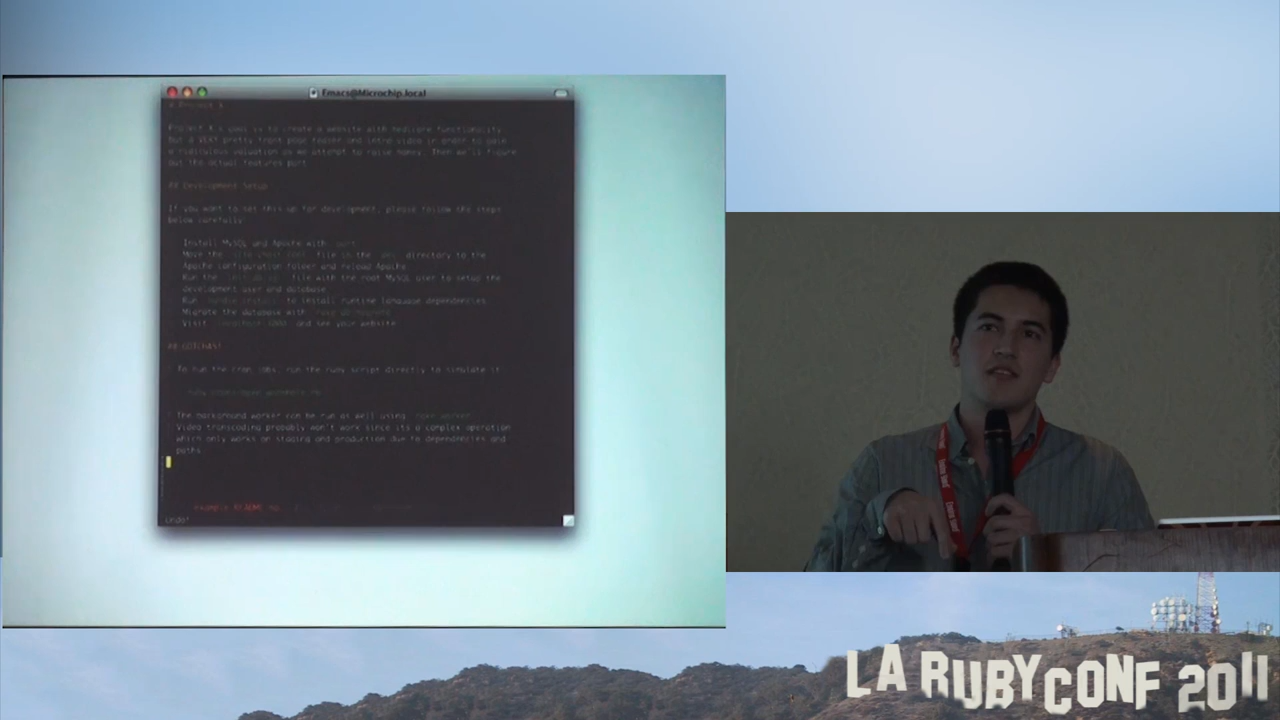 Emacs@Microchip.local
# Project X
Project X's goal is to create a website with mediocre functionality
but a VERY pretty front page teaser and intro video in order to gain
a ridiculous valuation as we attempt to raise money. Then we'll figure
out the actual features part
## Development Setup
If you want to set this up for development, please follow the steps
below carefully:
Install MySQL and Apache with
Move the file in the directory to the
Apache configuration folder and reload Apache
Run the file with the root MySQL user to setup the
development user and database
Run to install runtime language dependencies
Migrate the database with
Visit and see your website
## GOTCHAS!
To run the cron jobs, run the ruby script directly to simulate it
The background worker can be run as well using
Video transcoding probably won't work since its a complex operation
which only works on staging and production due to dependencies and
paths.
example README.md
Undo!
LA RUBYCONF 2011